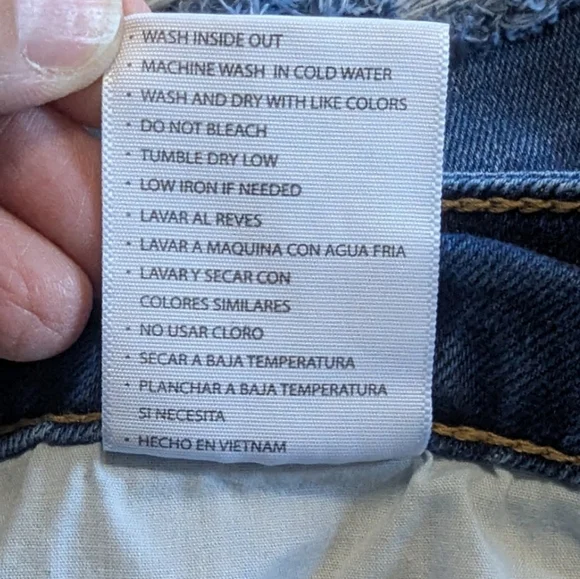 • WASH INSIDE OUT
• MACHINE WASH IN COLD WATER
• WASH AND DRY WITH LIKE COLORS
• DO NOT BLEACH
• TUMBLE DRY LOW
• LOW IRON IF NEEDED
• LAVAR AL REVES
• LAVAR A MAQUINA CON AGUA FRIA
• LAVAR Y SECAR CON
COLORES SIMILARES
• NO USAR CLORO
• SECAR A BAJA TEMPERATURA
• PLANCHAR A BAJA TEMPERATURA
SI NECESITA
• HECHO EN VIETNAM